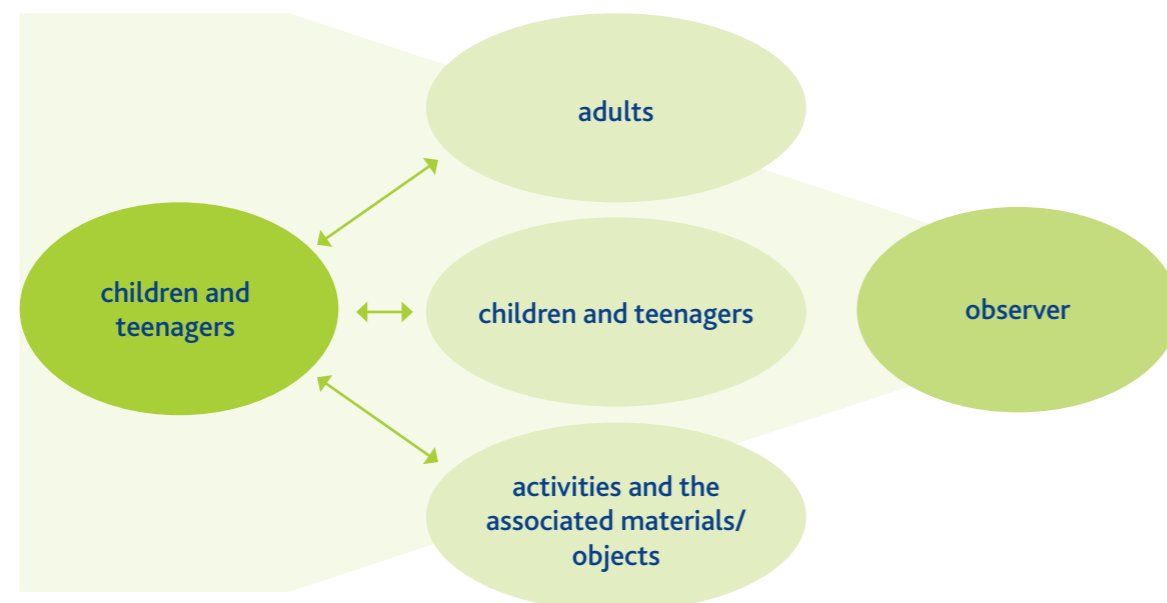 adults
children and
teenagers
children and teenagers
observer
activities and the
associated materials/
objects